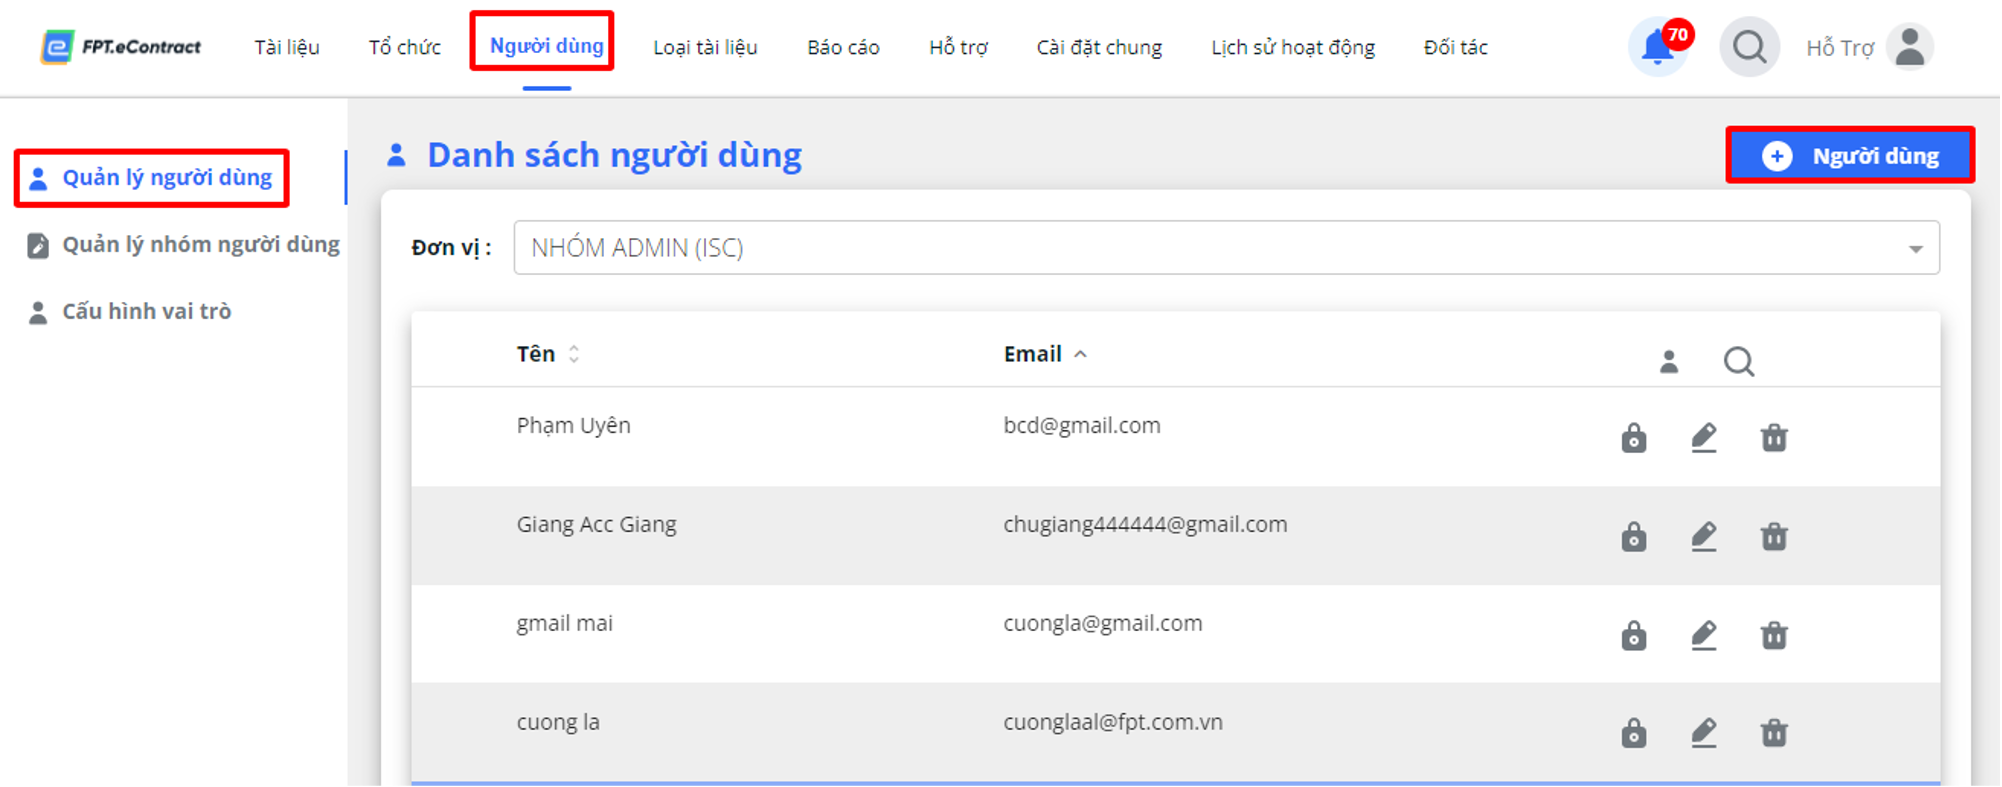 FPT.eContract Tài liệu Tổ chức Người dùng Loại tài liệu Báo cáo Hỗ trợ Cài đặt chung Lịch sử hoạt động Đối tác 70 Hỗ Trợ
Quản lý người dùng
Quản lý nhóm người dùng
Cấu hình vai trò
Danh sách người dùng
Người dùng
Đơn vị : NHÓM ADMIN (ISC)
Tên Email
Phạm Uyên bcd@gmail.com
Giang Acc Giang chugiang444444@gmail.com
gmail mai cuongla@gmail.com
cuong la cuonglaal@fpt.com.vn